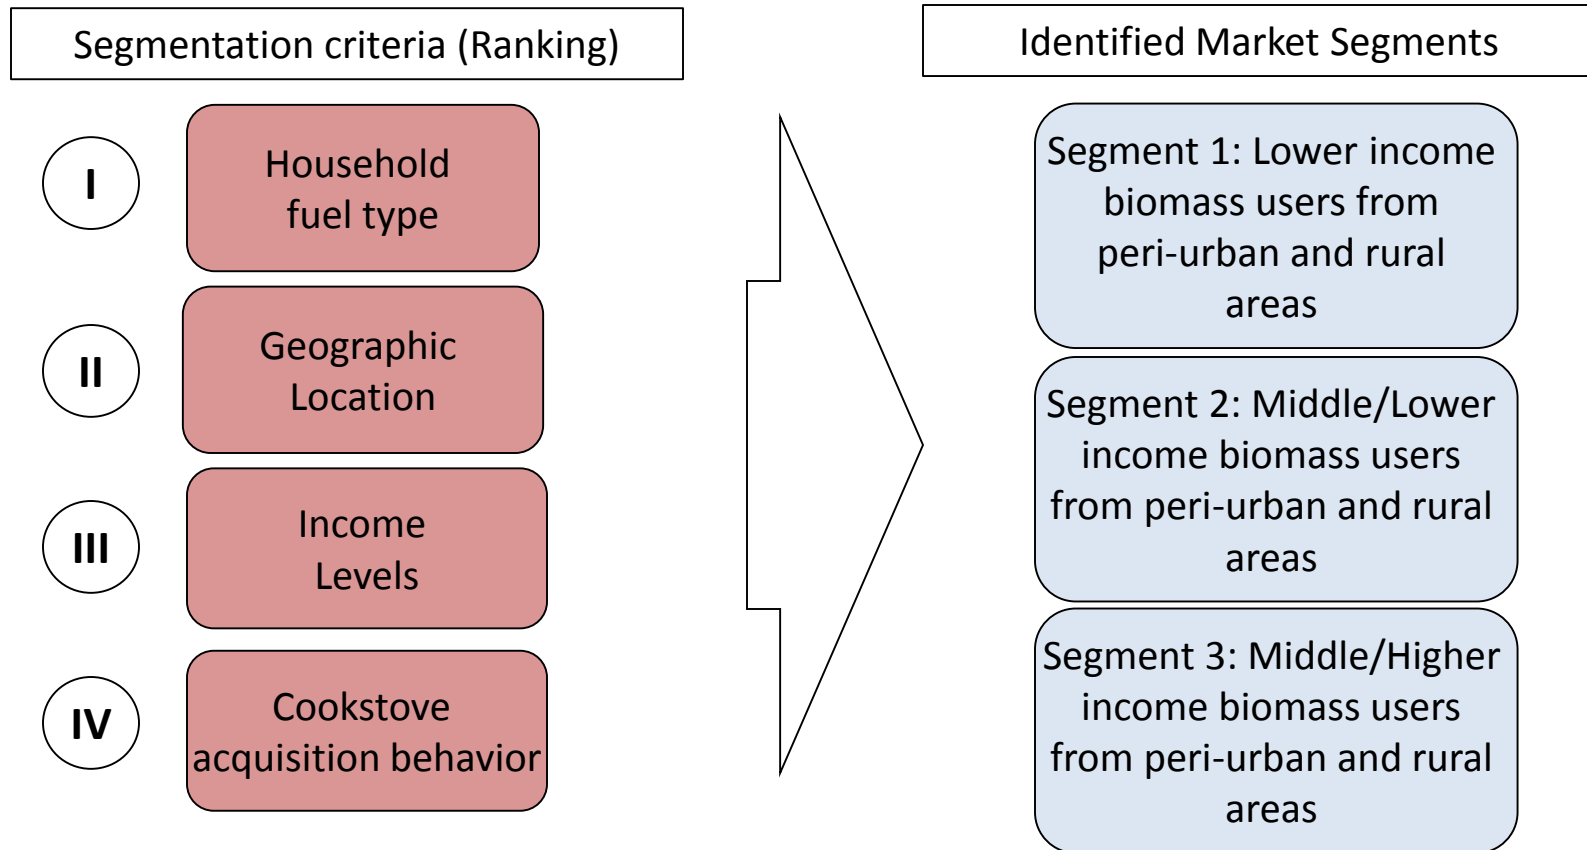 Segmentation criteria (Ranking)
I
Household
fuel type
II
Geographic
Location
III
Income
Levels
IV
Cookstove
acquisition behavior
Identified Market Segments
Segment 1: Lower income
biomass users from
peri-urban and rural
areas
Segment 2: Middle/Lower
income biomass users
from peri-urban and rural
areas
Segment 3: Middle/Higher
income biomass users
from peri-urban and rural
areas